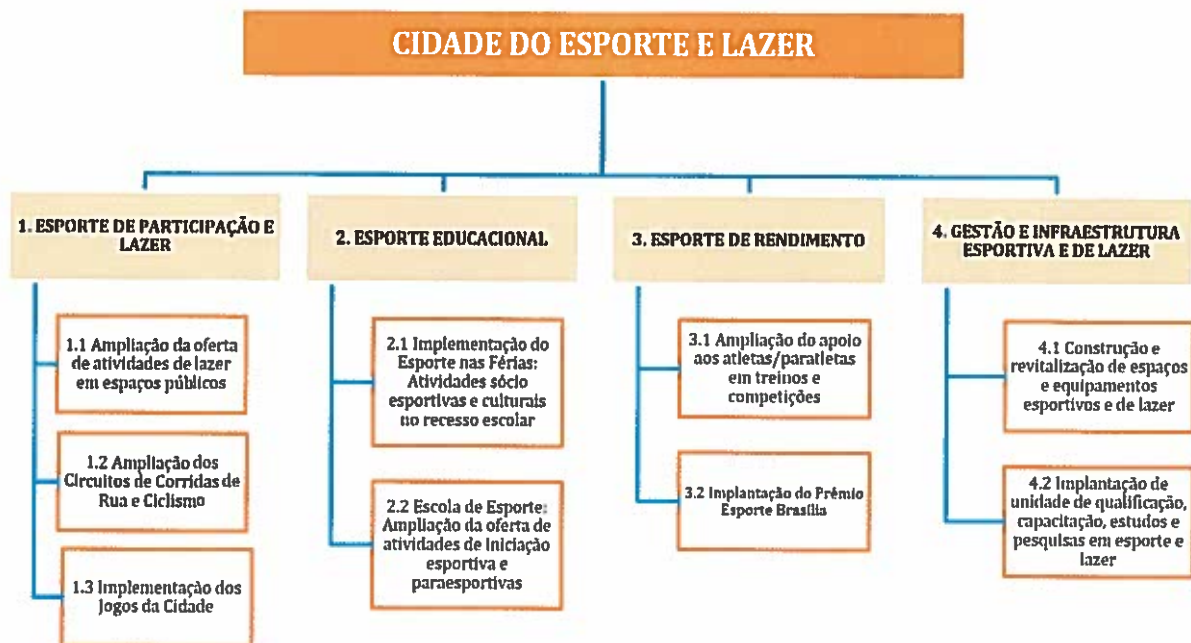 CIDADE DO ESPORTE E LAZER
1. ESPORTE DE PARTICIPAÇÃO E
LAZER
1.1 Ampliação da oferta
de atividades de lazer
em espaços públicos
1.2 Ampliação dos
Circuitos de Corridas de
Rua e Ciclismo
1.3 Implementação dos
Jogos da Cidade
2. ESPORTE EDUCACIONAL
2.1 Implementação do
Esporte nas Férias:
Atividades sócio
esportivas e culturais
no recesso escolar
2.2 Escola de Esporte:
Ampliação da oferta de
atividades de iniciação
esportiva e
paraesportivas
3. ESPORTE DE RENDIMENTO
3.1 Ampliação do apoio
aos atletas/paratletas
em treinos e
competições
3.2 Implantação do Prêmio
Esporte Brasília
4. GESTÃO E INFRAESTRUTURA
ESPORTIVA E DE LAZER
4.1 Construção e
revitalização de espaços
e equipamentos
esportivos e de lazer
4.2 Implantação de
unidade de qualificação,
capacitação, estudos e
pesquisas em esporte e
lazer